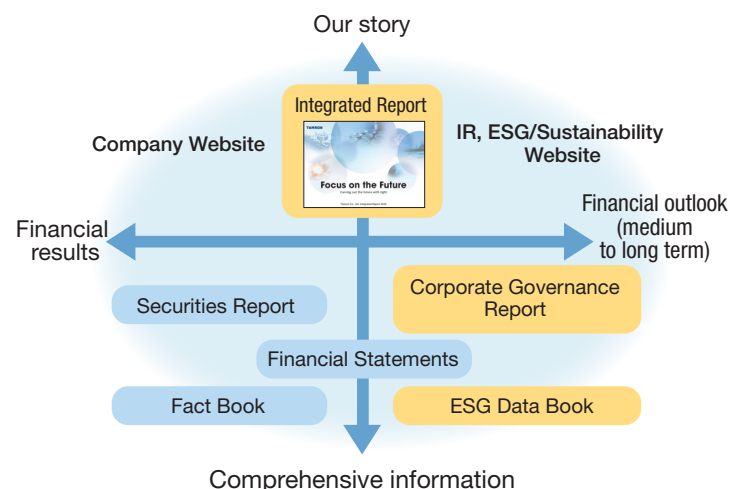 Our story
Integrated Report
TAMRON
Focus on the Future
Company Website
IR, ESG/Sustainability
Website
Financial
results
Financial outlook
(medium
to long term)
Securities Report
Corporate Governance
Report
Financial Statements
Fact Book
ESG Data Book
Comprehensive information